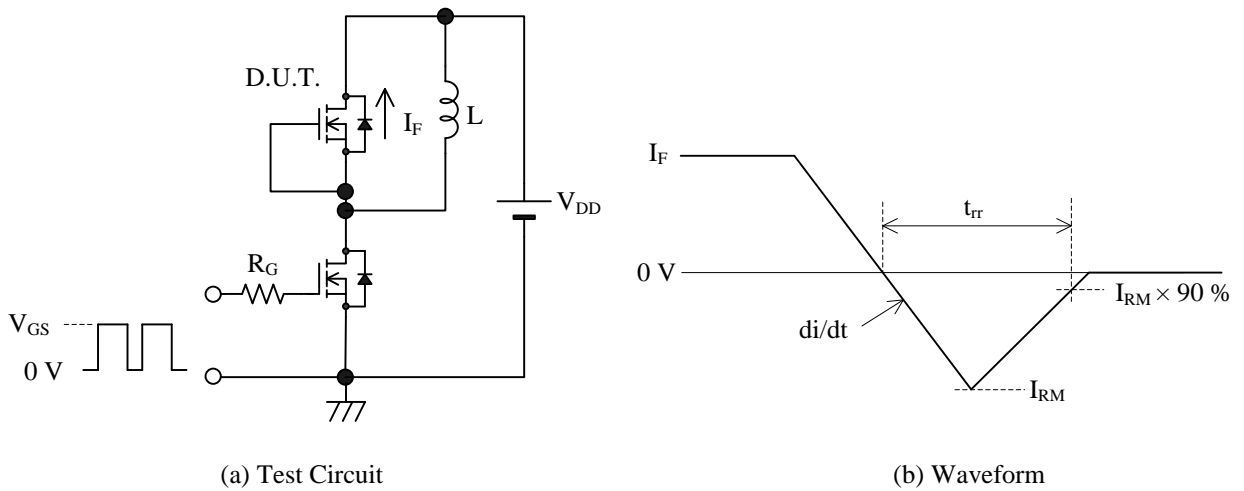 D.U.T.
I_F
L
V_DD
R_G
V_GS
0 V
(a) Test Circuit
I_F
t_rr
0 V
I_RM × 90 %
di/dt
I_RM
(b) Waveform